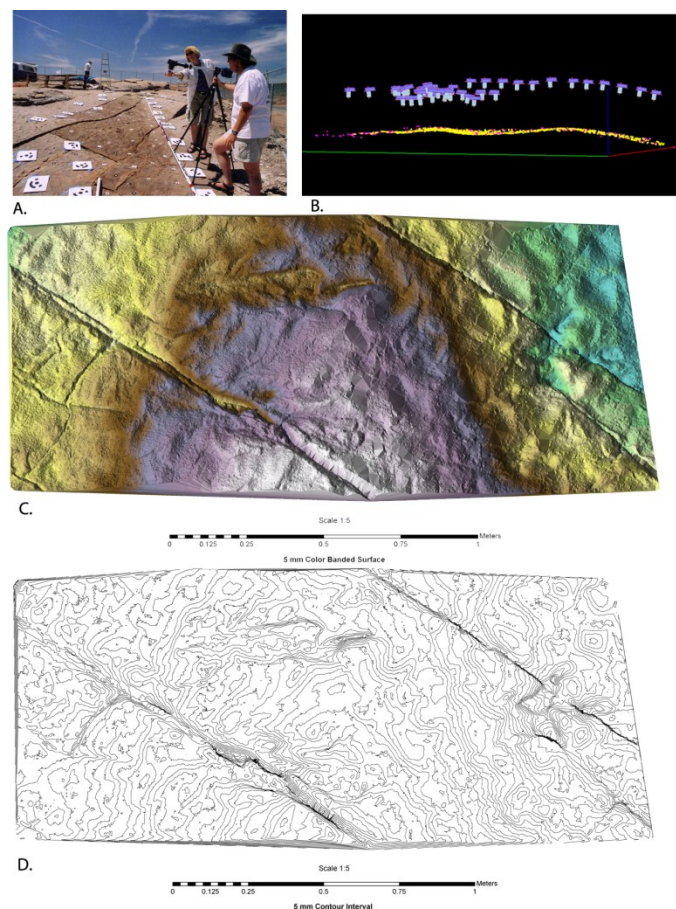 A.
B.
C.
Scale 1:5
Meters
0 0.125 0.25 0.5 0.75 1
5 mm Color Banded Surface
D.
Scale 1:5
Meters
0 0.125 0.25 0.5 0.75 1
5 mm Contour Interval